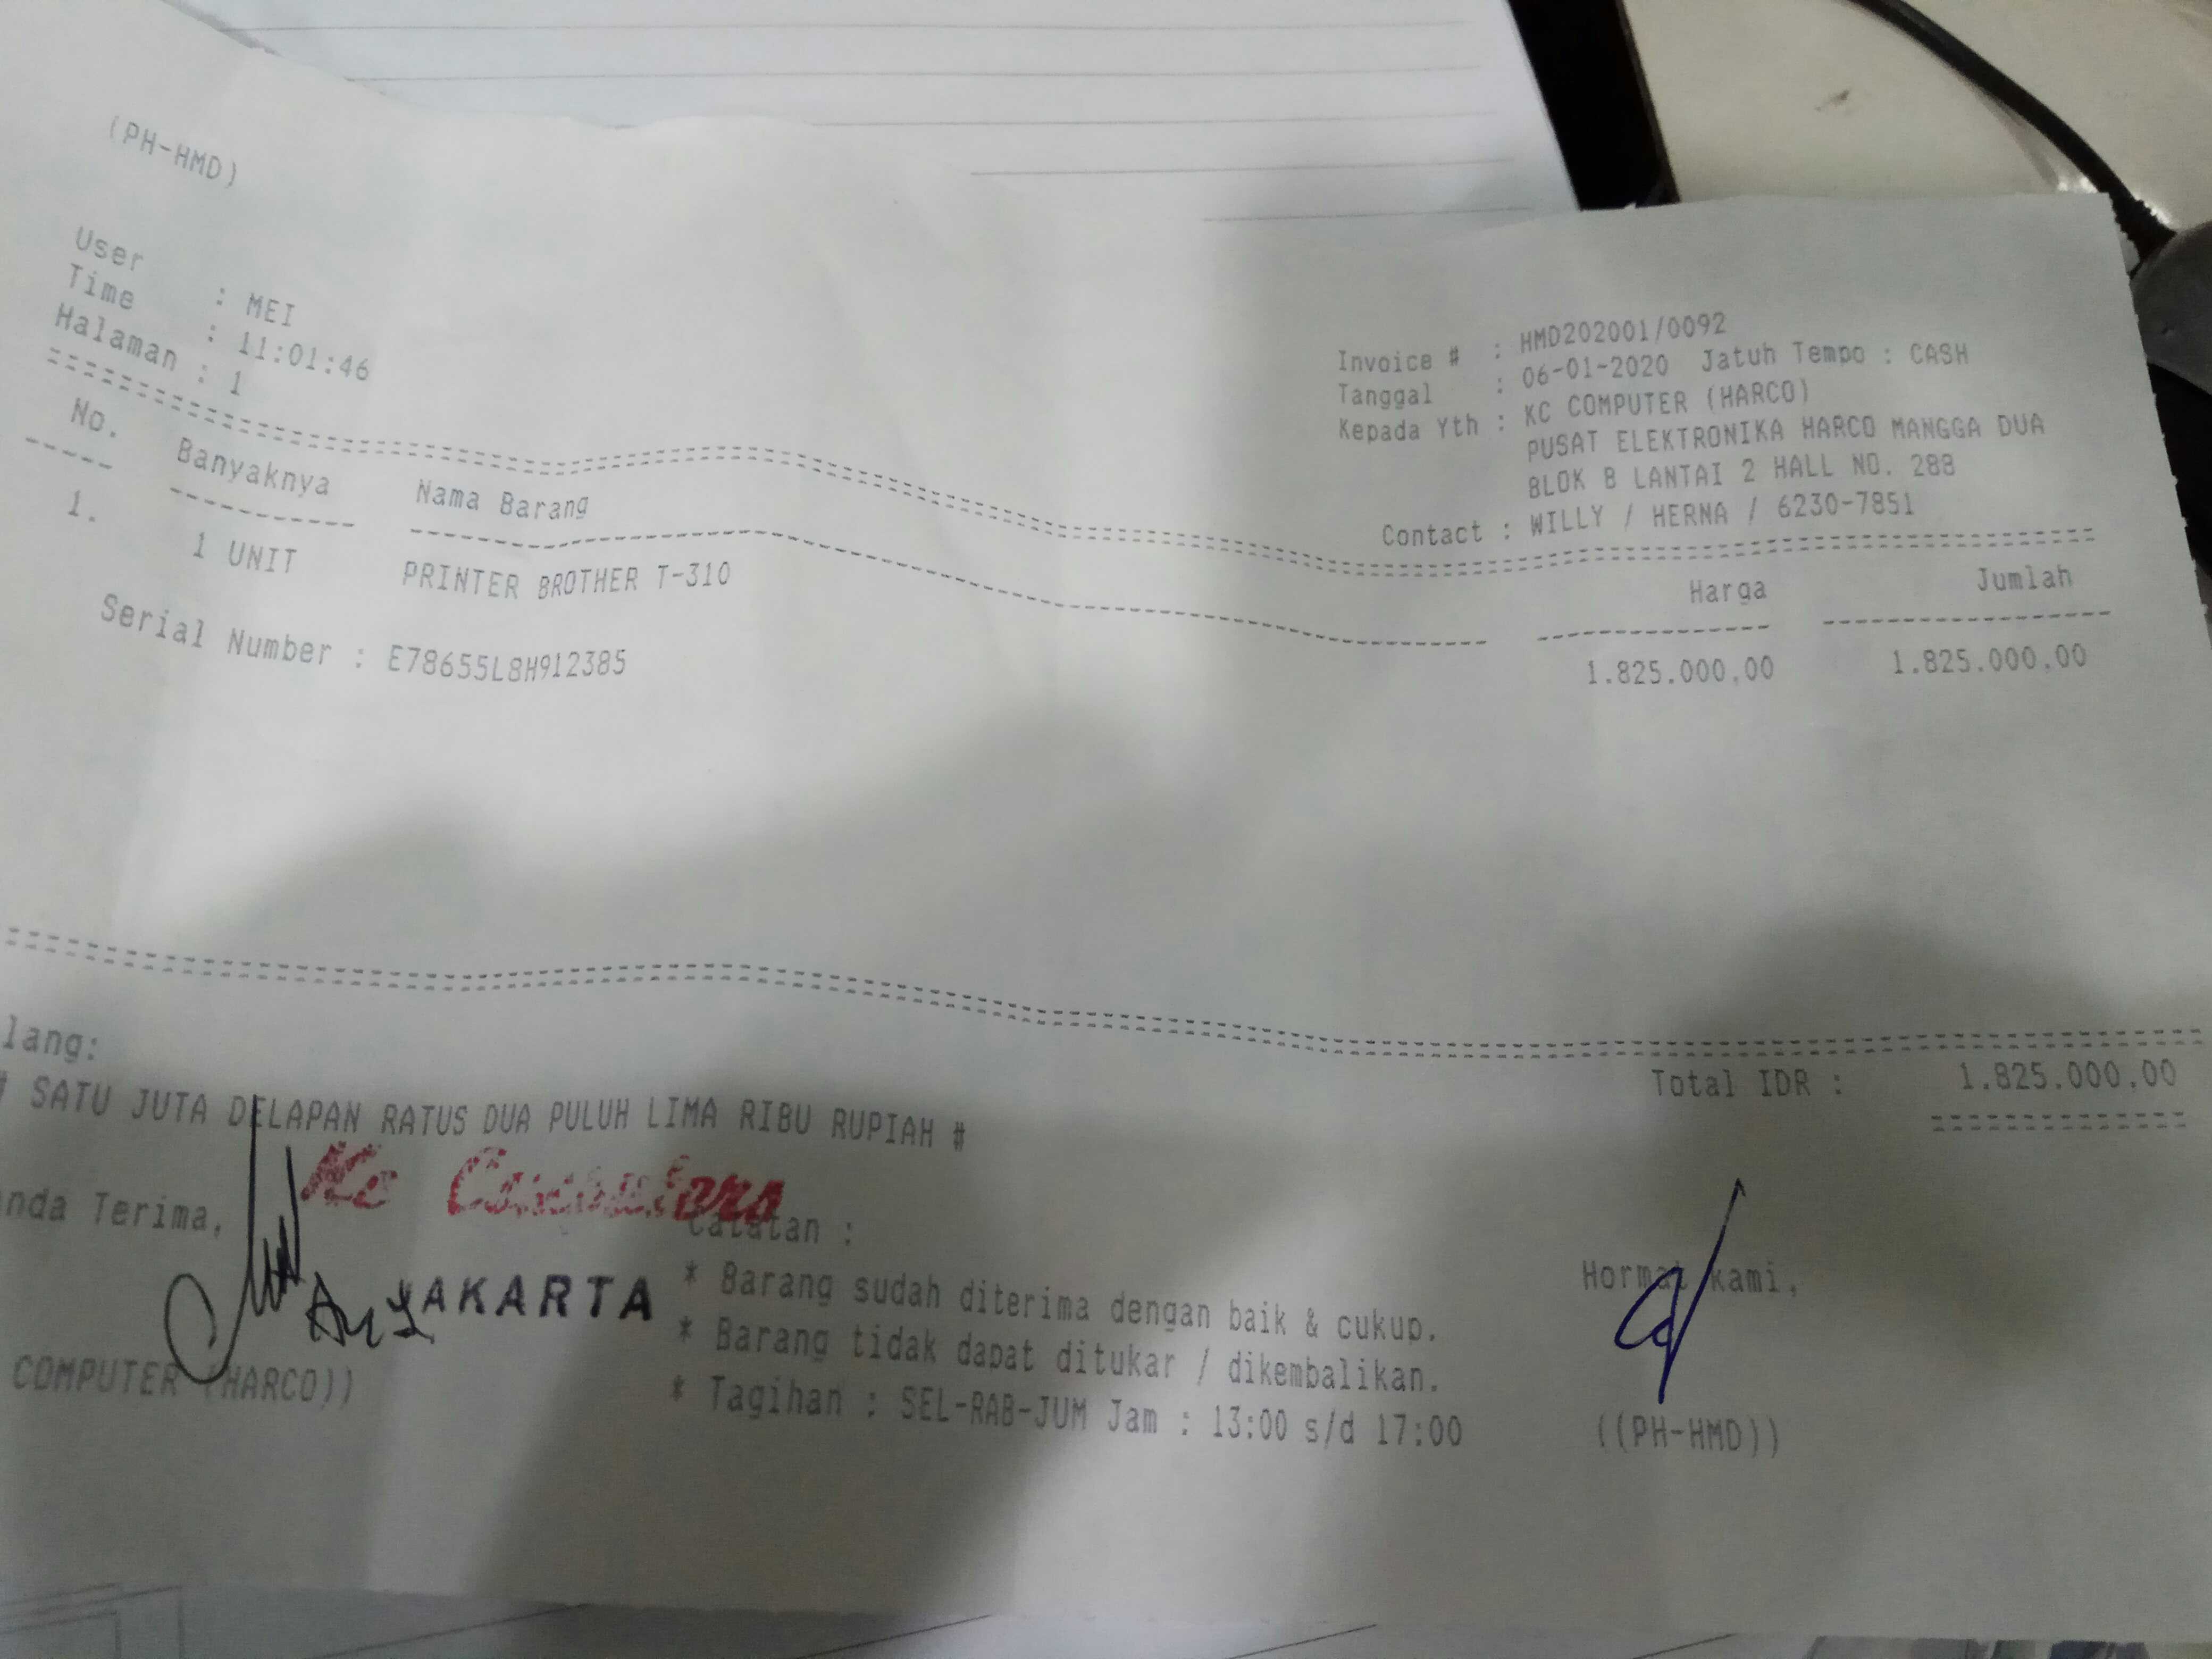 (PH-HMD)
User : MEI
Time : 11:01:46
Halaman : 1
Invoice # : HMD202001/0092
Tanggal : 06-01-2020 Jatuh Tempo : CASH
Kepada Yth : KC COMPUTER (HARCO)
PUSAT ELEKTRONIKA HARCO MANGGA DUA
BLOK B LANTAI 2 HALL NO. 288
Contact : WILLY / HERNA / 6230-7851
No. Banyaknya Nama Barang Harga Jumlah
1. 1 UNIT PRINTER BROTHER T-310 1.825.000,00 1.825.000,00
Serial Number : E78655L8H912385
lang:
Total IDR : 1.825.000,00
# SATU JUTA DELAPAN RATUS DUA PULUH LIMA RIBU RUPIAH #
Kc
nda Terima,
Catatan :
Hormat kami,
JAKARTA
* Barang sudah diterima dengan baik & cukup.
* Barang tidak dapat ditukar / dikembalikan.
* Tagihan : SEL-RAB-JUM Jam : 13:00 s/d 17:00
COMPUTER (HARCO))
((PH-HMD))